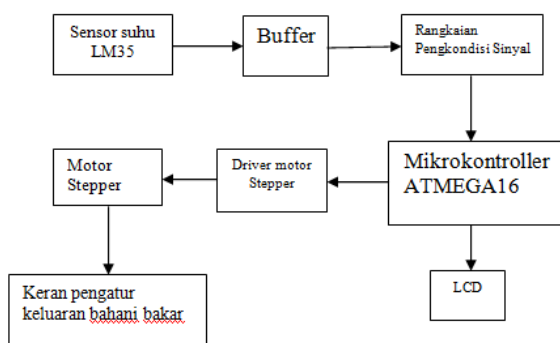 Sensor suhu
LM35
Buffer
Rangkaian
Pengkondisi Sinyal
Motor
Stepper
Driver motor
Stepper
Mikrokontroller
ATMEGA16
Keran pengatur
keluaran bahani bakar
LCD